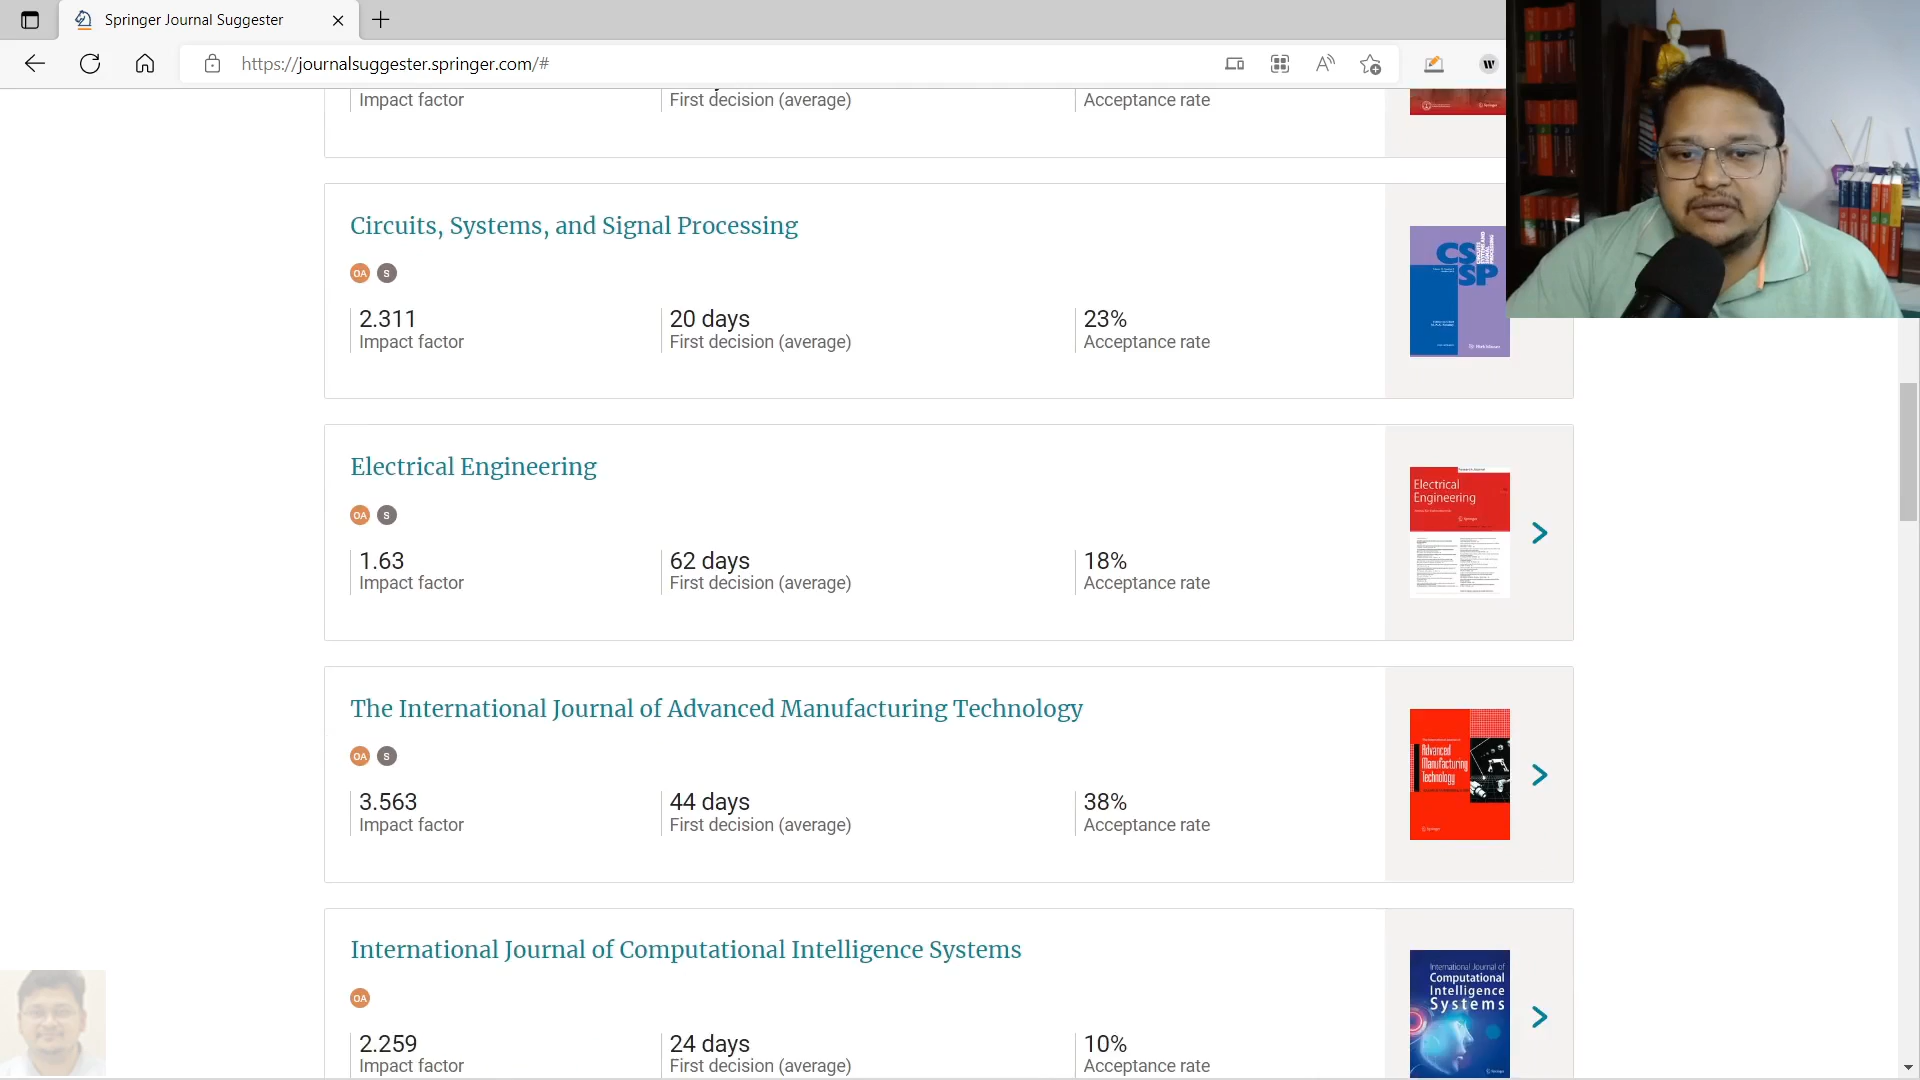 Springer Journal Suggester
https://journalsuggester.springer.com/#
Impact factor
First decision (average)
Acceptance rate
Circuits, Systems, and Signal Processing
OA S
2.311
Impact factor
20 days
First decision (average)
23%
Acceptance rate
CS
SP
Electrical Engineering
OA S
1.63
Impact factor
62 days
First decision (average)
18%
Acceptance rate
Electrical
Engineering
Springer
The International Journal of Advanced Manufacturing Technology
OA S
3.563
Impact factor
44 days
First decision (average)
38%
Acceptance rate
Advanced
Manufacturing
Technology
Springer
International Journal of Computational Intelligence Systems
OA
2.259
Impact factor
24 days
First decision (average)
10%
Acceptance rate
International Journal of
Computational
Intelligence
Systems